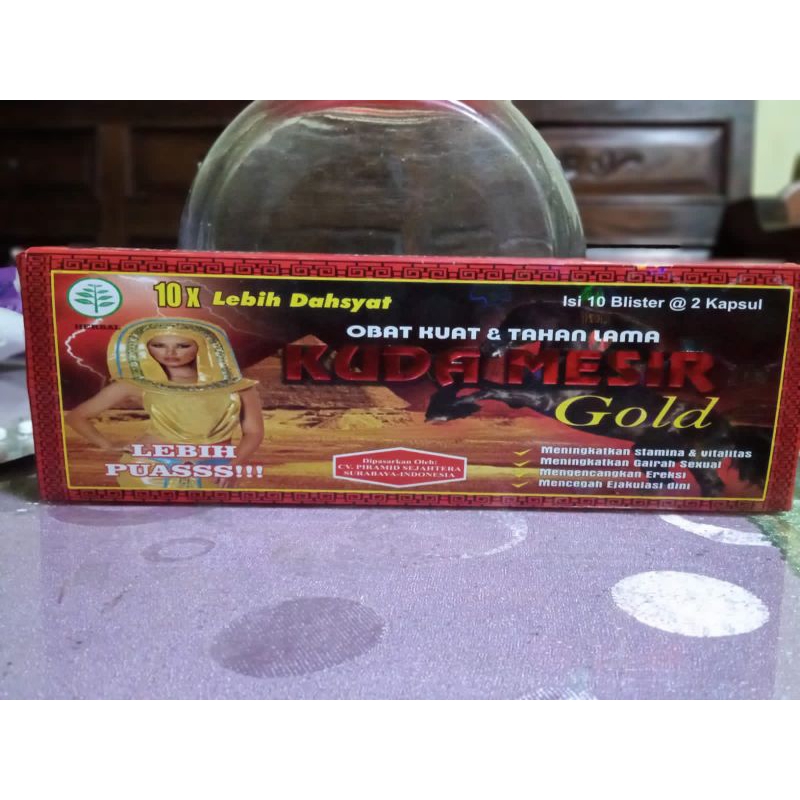 10X Lebih Dahsyat
Isi 10 Blister @ 2 Kapsul
HERBAL
OBAT KUAT & TAHAN LAMA
KUDA MESIR
Gold
LEBIH
PUASSS!!!
Dipasarkan Oleh:
CV. PIRAMID SEJAHTERA
SURABAYA-INDONESIA
Meningkatkan stamina & vitalitas
Meningkatkan Gairah Sexual
Mengencangkan Ereksi
Mencegah Ejakulasi dini